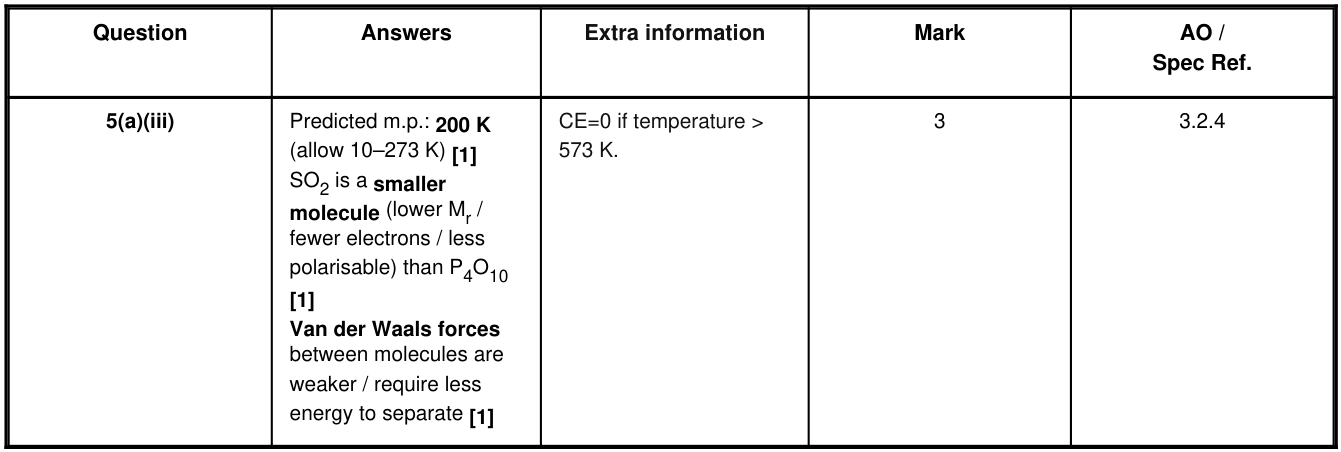 Question Answers Extra information Mark AO /
Spec Ref.
5(a)(iii) Predicted m.p.: 200 K CE=0 if temperature > 3 3.2.4
(allow 10–273 K) [1] 573 K.
SO2 is a smaller
molecule (lower Mr /
fewer electrons / less
polarisable) than P4O10
[1]
Van der Waals forces
between molecules are
weaker / require less
energy to separate [1]